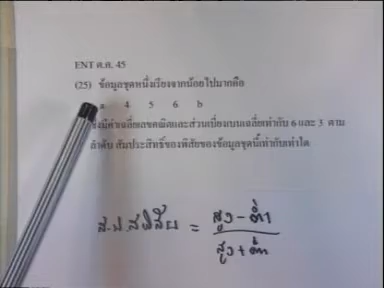 ENT ต.ค. 45
(25) ข้อมูลชุดหนึ่งเรียงจากน้อยไปมากคือ
a 4 5 6 b
ซึ่งมีค่าเฉลี่ยเลขคณิตและส่วนเบี่ยงเบนเฉลี่ยเท่ากับ 6 และ 3 ตาม
ลำดับ สัมประสิทธิ์ของพิสัยของข้อมูลชุดนี้เท่ากับเท่าใด
ส.ป.ส พิสัย = สูง - ต่ำ
สูง + ต่ำ